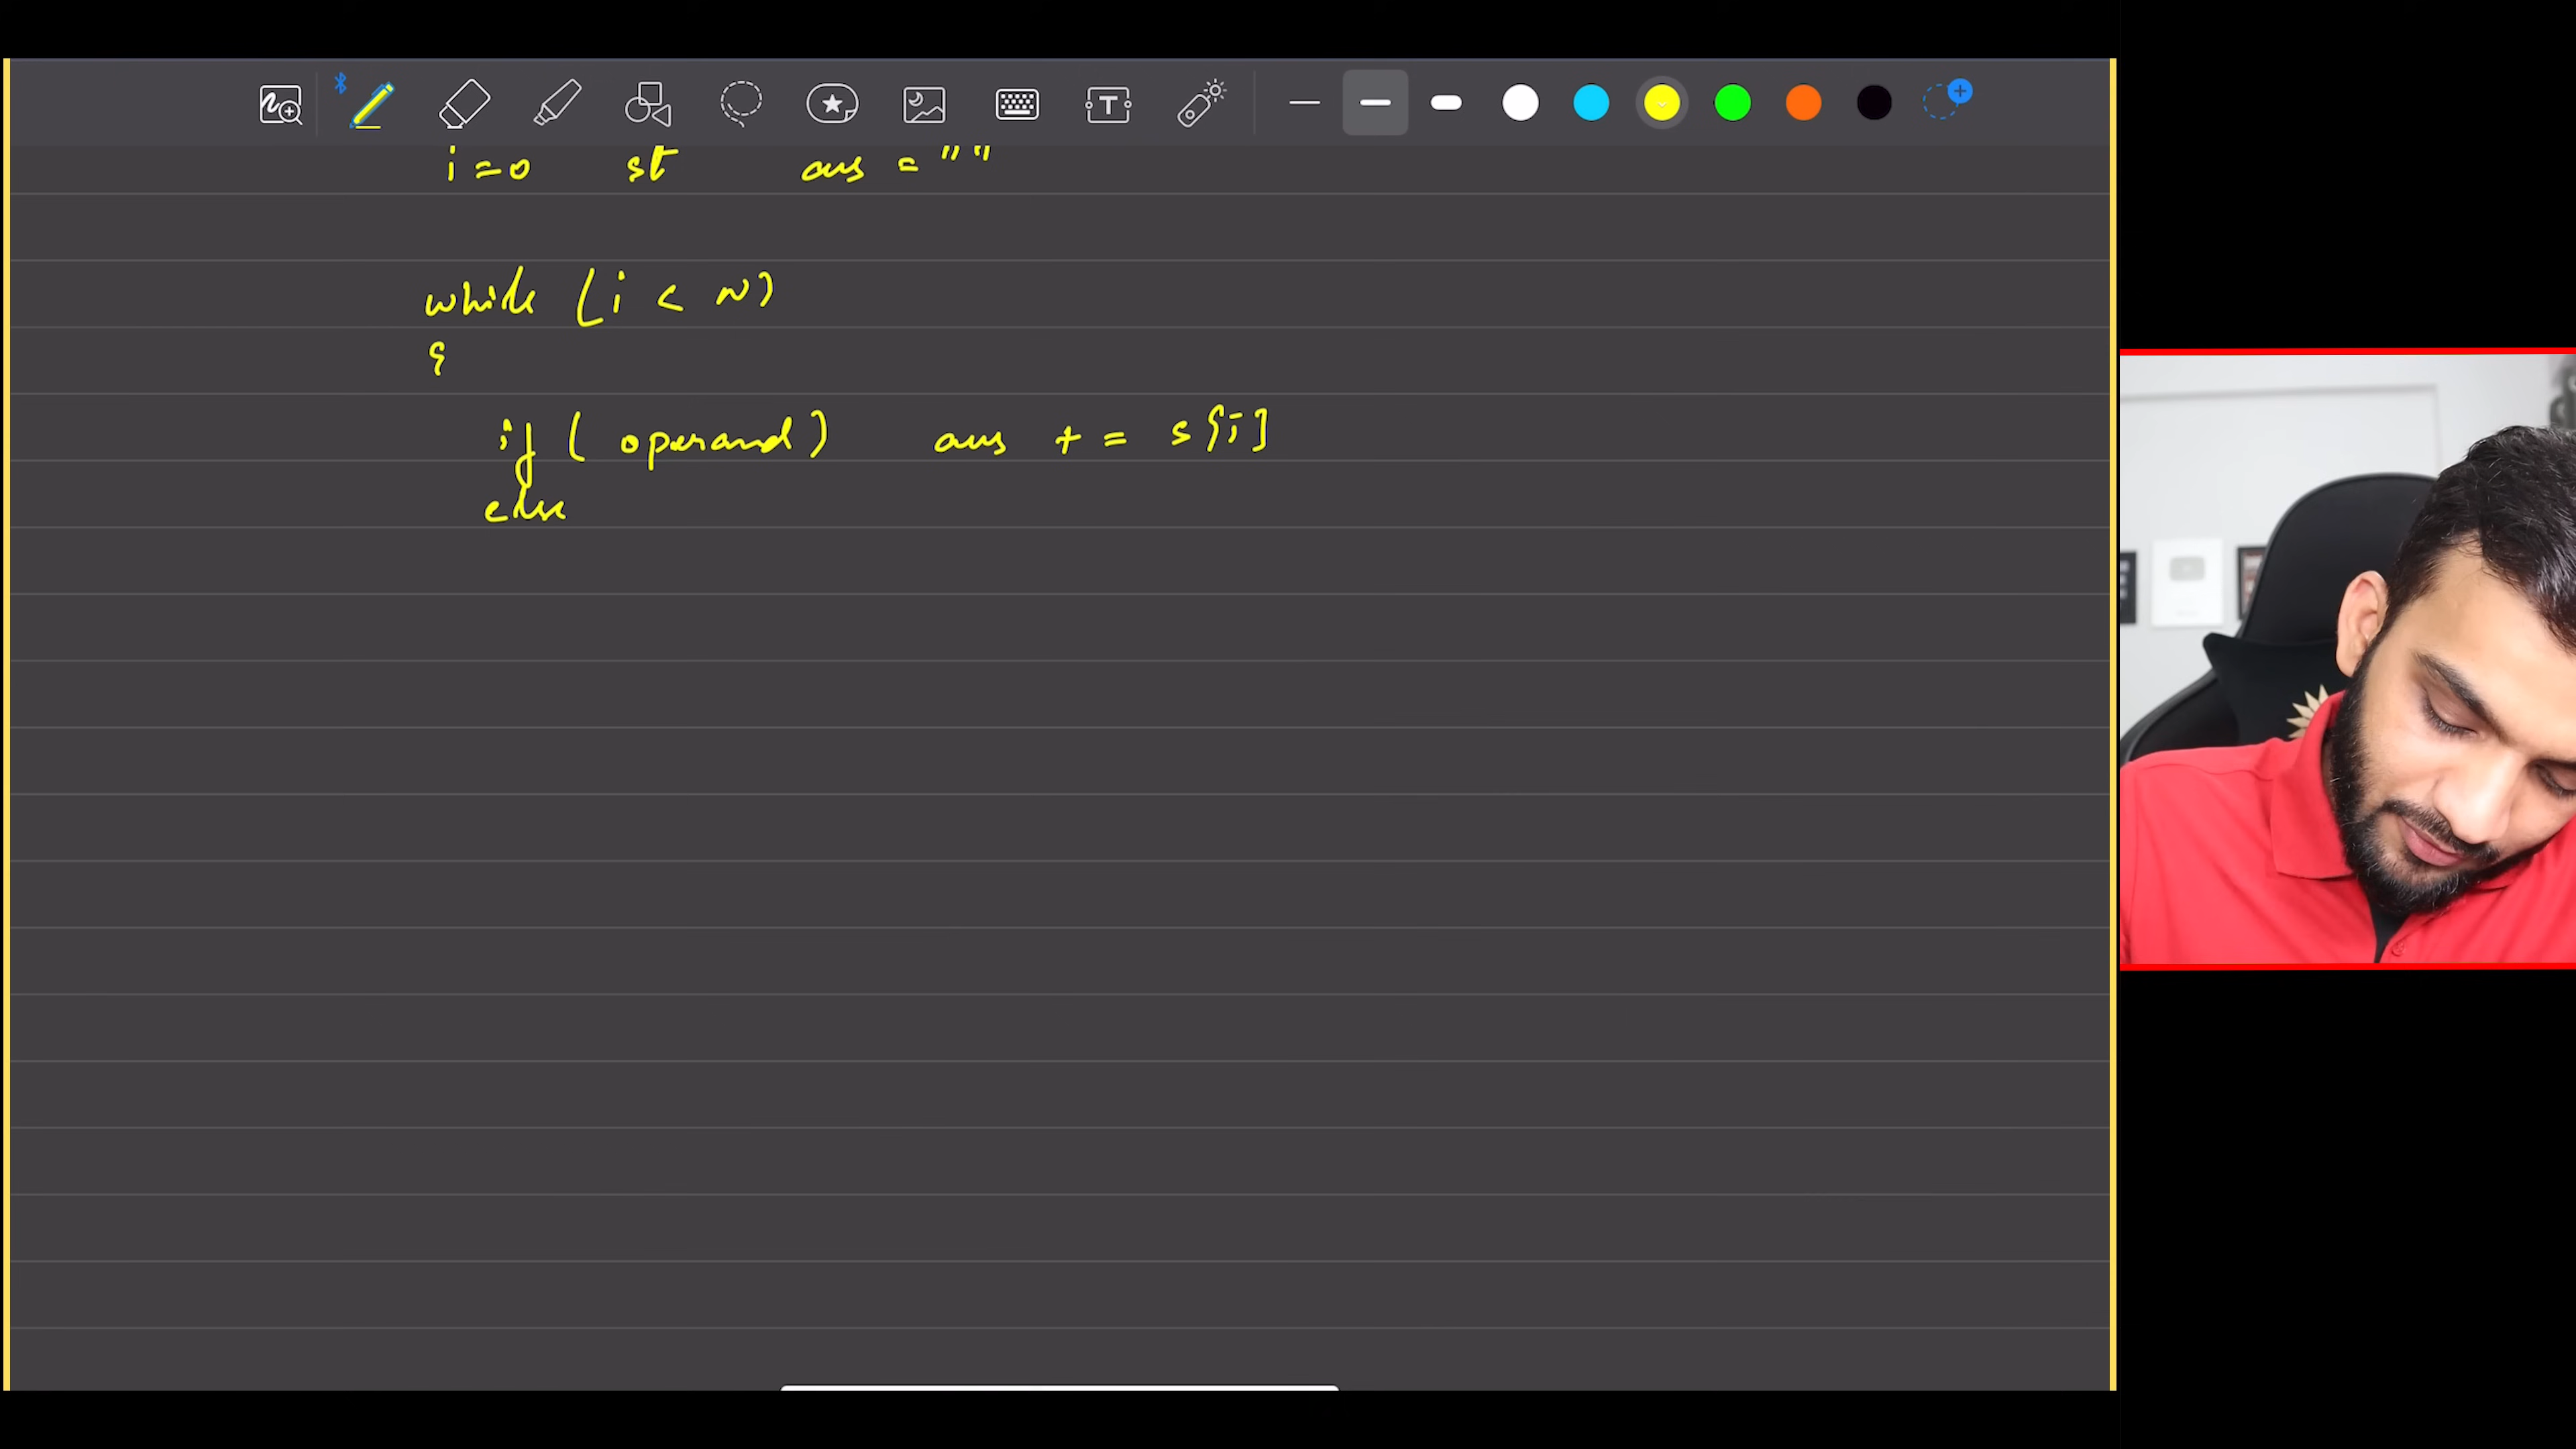 i = 0 st ans = " "
while (i < n)
{
if ( operand ) ans + = s[i]
else